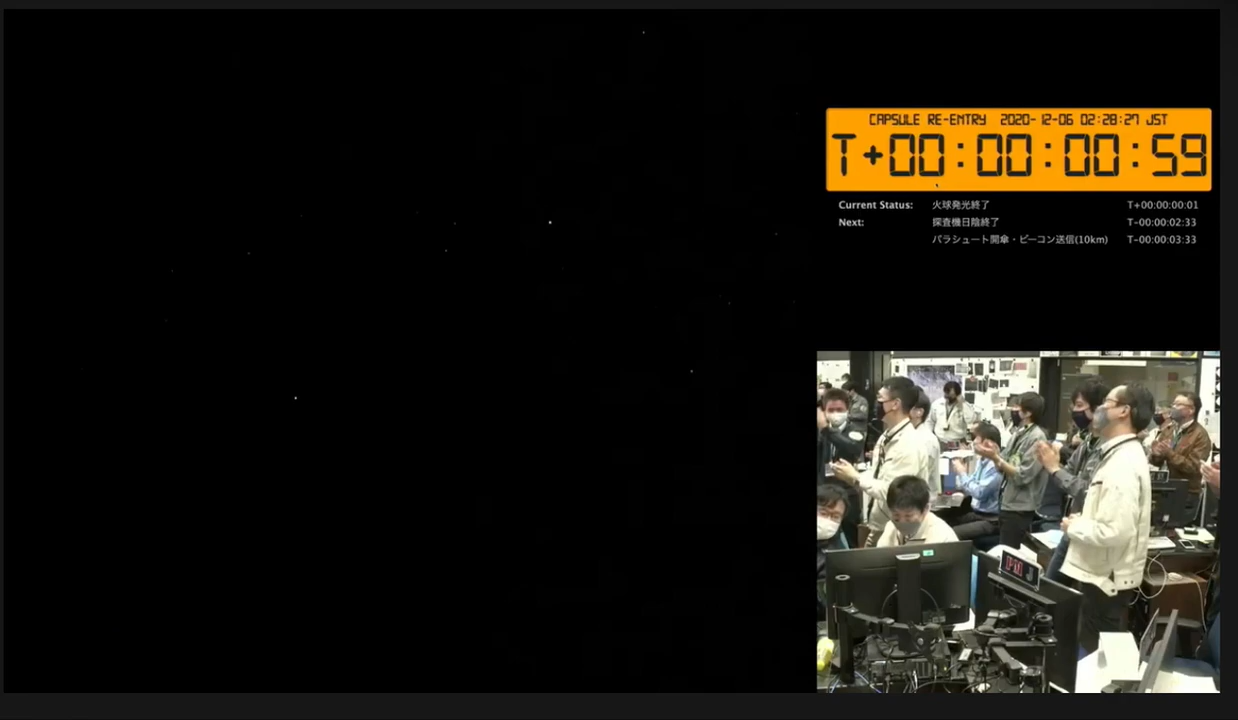 CAPSULE RE-ENTRY 2020-12-06 02:28:27 JST
T+00:00:00:59
Current Status: 火球発光終了 T+00:00:00:01
Next: 探査機日陰終了 T-00:00:02:33
パラシュート開傘・ビーコン送信(10km) T-00:00:03:33
PM